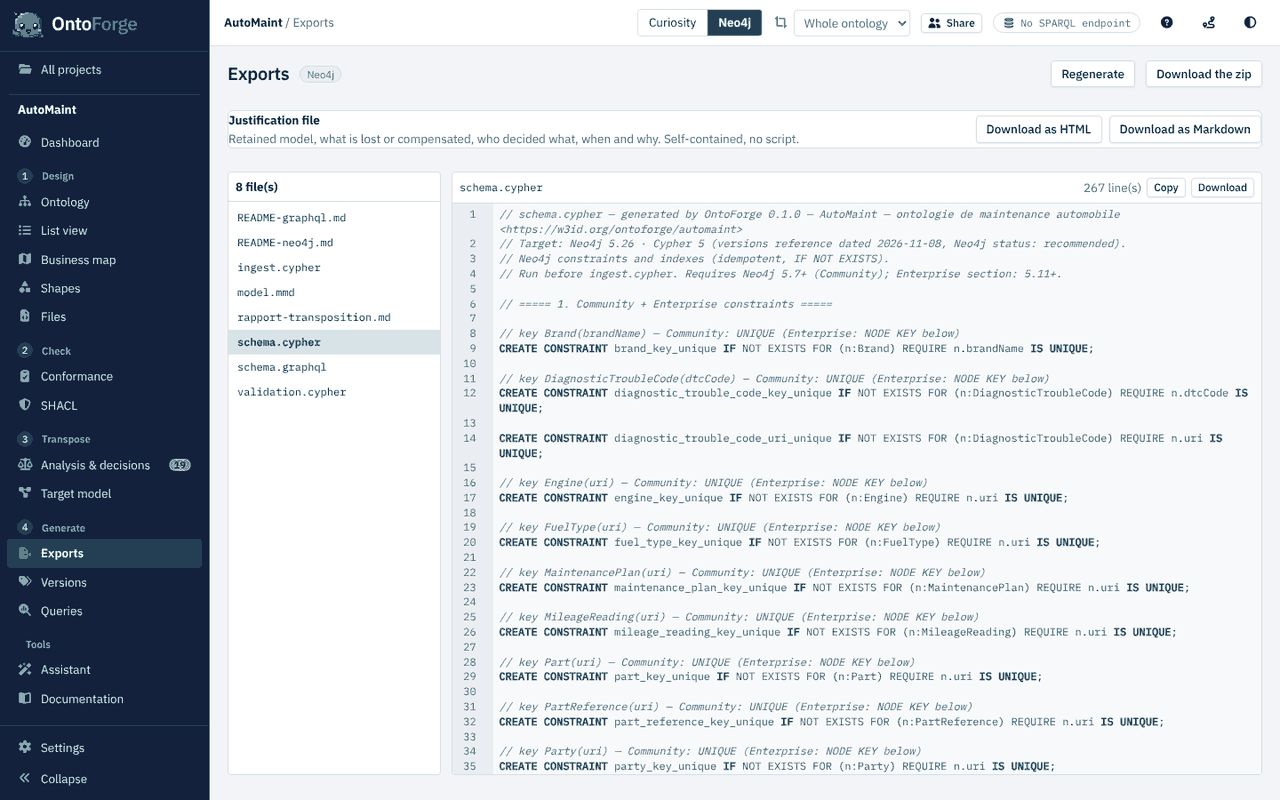 OntoForge
All projects
AutoMaint
Dashboard
1 Design
Ontology
List view
Business map
Shapes
Files
2 Check
Conformance
SHACL
3 Transpose
Analysis & decisions 19
Target model
4 Generate
Exports
Versions
Queries
Tools
Assistant
Documentation
Settings
Collapse
AutoMaint / Exports
Curiosity Neo4j Whole ontology Share No SPARQL endpoint
Exports Neo4j Regenerate Download the zip
Justification file
Retained model, what is lost or compensated, who decided what, when and why. Self-contained, no script.
Download as HTML Download as Markdown
8 file(s)
README-graphql.md
README-neo4j.md
ingest.cypher
model.mmd
rapport-transposition.md
schema.cypher
schema.graphql
validation.cypher
schema.cypher 267 line(s) Copy Download
1 // schema.cypher — generated by OntoForge 0.1.0 — AutoMaint — ontologie de maintenance automobile
<https://w3id.org/ontoforge/automaint>
2 // Target: Neo4j 5.26 · Cypher 5 (versions reference dated 2026-11-08, Neo4j status: recommended).
3 // Neo4j constraints and indexes (idempotent, IF NOT EXISTS).
4 // Run before ingest.cypher. Requires Neo4j 5.7+ (Community); Enterprise section: 5.11+.
5
6 // ===== 1. Community + Enterprise constraints =====
7
8 // key Brand(brandName) — Community: UNIQUE (Enterprise: NODE KEY below)
9 CREATE CONSTRAINT brand_key_unique IF NOT EXISTS FOR (n:Brand) REQUIRE n.brandName IS UNIQUE;
10
11 // key DiagnosticTroubleCode(dtcCode) — Community: UNIQUE (Enterprise: NODE KEY below)
12 CREATE CONSTRAINT diagnostic_trouble_code_key_unique IF NOT EXISTS FOR (n:DiagnosticTroubleCode) REQUIRE n.dtcCode IS
UNIQUE;
13
14 CREATE CONSTRAINT diagnostic_trouble_code_uri_unique IF NOT EXISTS FOR (n:DiagnosticTroubleCode) REQUIRE n.uri IS
UNIQUE;
15
16 // key Engine(uri) — Community: UNIQUE (Enterprise: NODE KEY below)
17 CREATE CONSTRAINT engine_key_unique IF NOT EXISTS FOR (n:Engine) REQUIRE n.uri IS UNIQUE;
18
19 // key FuelType(uri) — Community: UNIQUE (Enterprise: NODE KEY below)
20 CREATE CONSTRAINT fuel_type_key_unique IF NOT EXISTS FOR (n:FuelType) REQUIRE n.uri IS UNIQUE;
21
22 // key MaintenancePlan(uri) — Community: UNIQUE (Enterprise: NODE KEY below)
23 CREATE CONSTRAINT maintenance_plan_key_unique IF NOT EXISTS FOR (n:MaintenancePlan) REQUIRE n.uri IS UNIQUE;
24
25 // key MileageReading(uri) — Community: UNIQUE (Enterprise: NODE KEY below)
26 CREATE CONSTRAINT mileage_reading_key_unique IF NOT EXISTS FOR (n:MileageReading) REQUIRE n.uri IS UNIQUE;
27
28 // key Part(uri) — Community: UNIQUE (Enterprise: NODE KEY below)
29 CREATE CONSTRAINT part_key_unique IF NOT EXISTS FOR (n:Part) REQUIRE n.uri IS UNIQUE;
30
31 // key PartReference(uri) — Community: UNIQUE (Enterprise: NODE KEY below)
32 CREATE CONSTRAINT part_reference_key_unique IF NOT EXISTS FOR (n:PartReference) REQUIRE n.uri IS UNIQUE;
33
34 // key Party(uri) — Community: UNIQUE (Enterprise: NODE KEY below)
35 CREATE CONSTRAINT party_key_unique IF NOT EXISTS FOR (n:Party) REQUIRE n.uri IS UNIQUE;